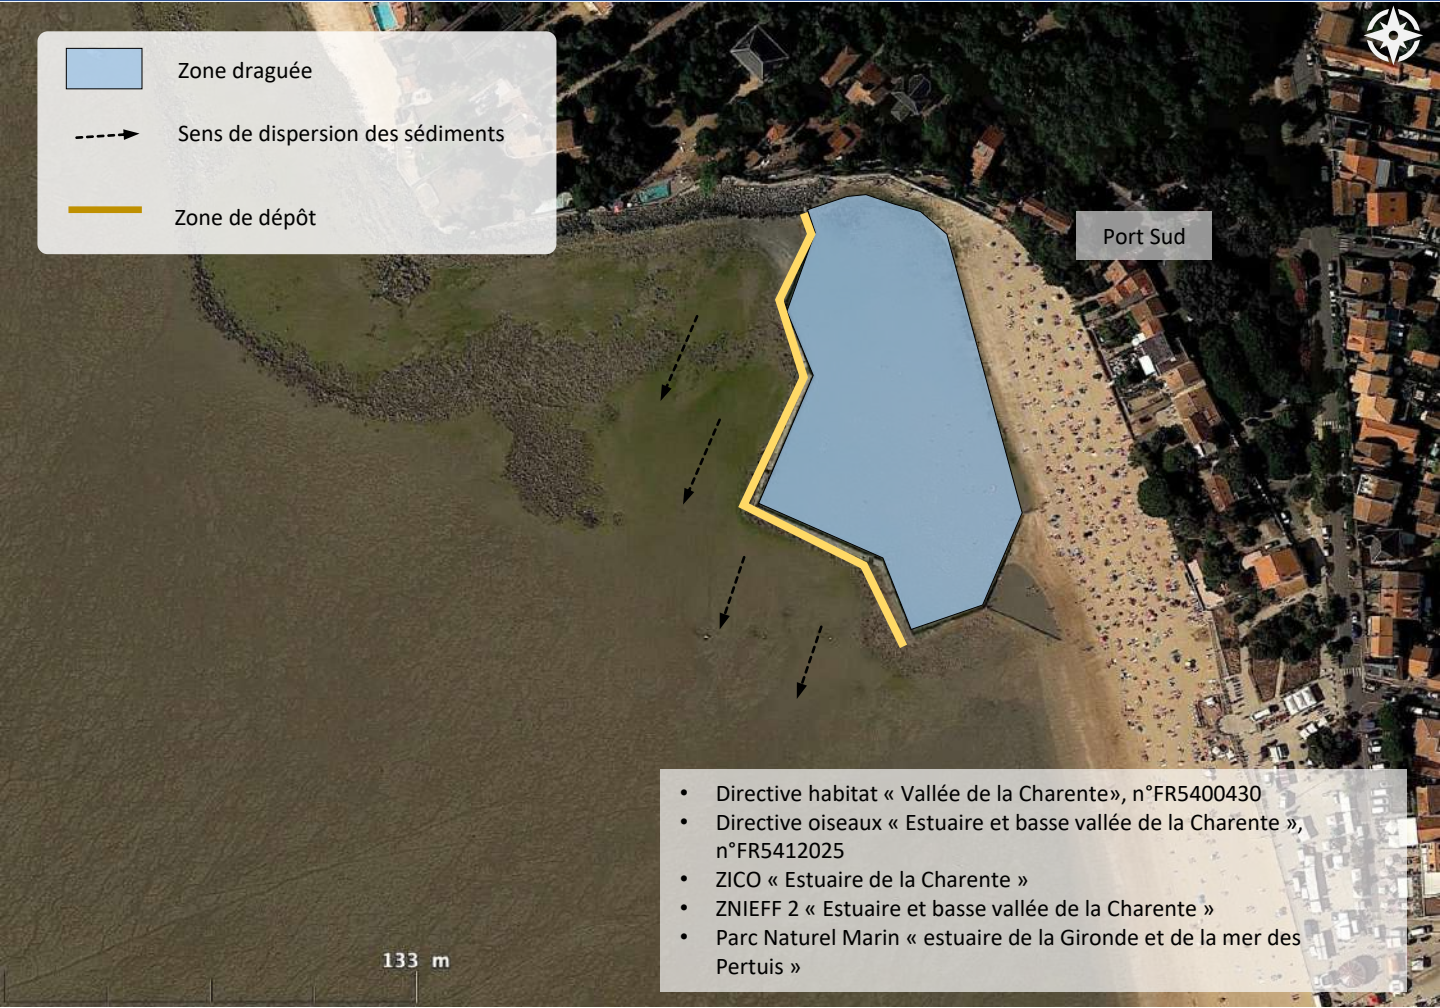 Zone draguée
Sens de dispersion des sédiments
Zone de dépôt
Port Sud
• Directive habitat « Vallée de la Charente», n°FR5400430
• Directive oiseaux « Estuaire et basse vallée de la Charente »,
n°FR5412025
• ZICO « Estuaire de la Charente »
• ZNIEFF 2 « Estuaire et basse vallée de la Charente »
• Parc Naturel Marin « estuaire de la Gironde et de la mer des
Pertuis »
133 m